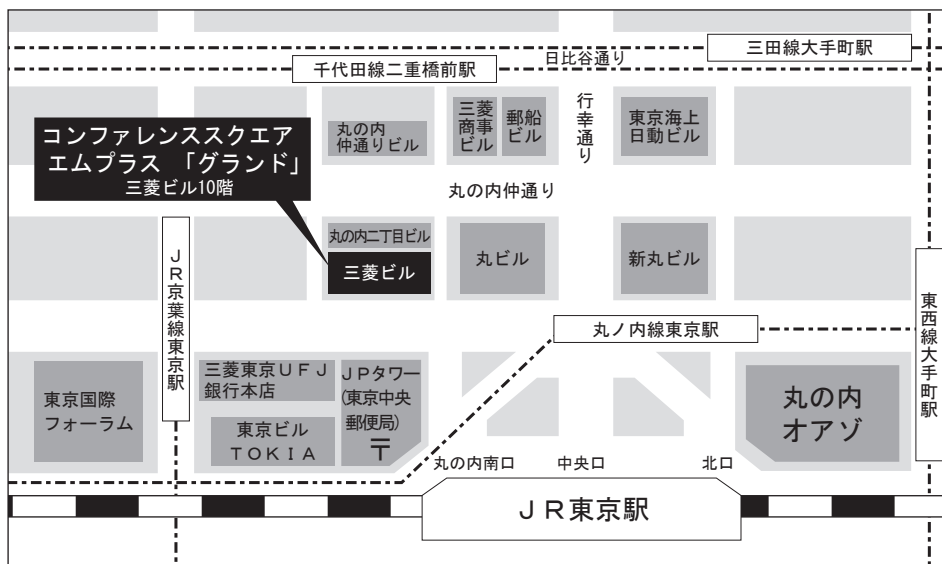 三田線大手町駅
日比谷通り
千代田線二重橋前駅
コンファレンススクエア
エムプラス 「グランド」
三菱ビル10階
丸の内
仲通りビル
三菱
商事
ビル
郵船
ビル
行幸通り
東京海上
日動ビル
丸の内仲通り
丸の内二丁目ビル
三菱ビル
丸ビル
新丸ビル
JR京葉線東京駅
丸ノ内線東京駅
東西線大手町駅
東京国際
フォーラム
三菱東京UFJ
銀行本店
東京ビル
TOKIA
JPタワー
(東京中央
郵便局)
〒
丸の内
オアゾ
丸の内南口
中央口
北口
JR東京駅